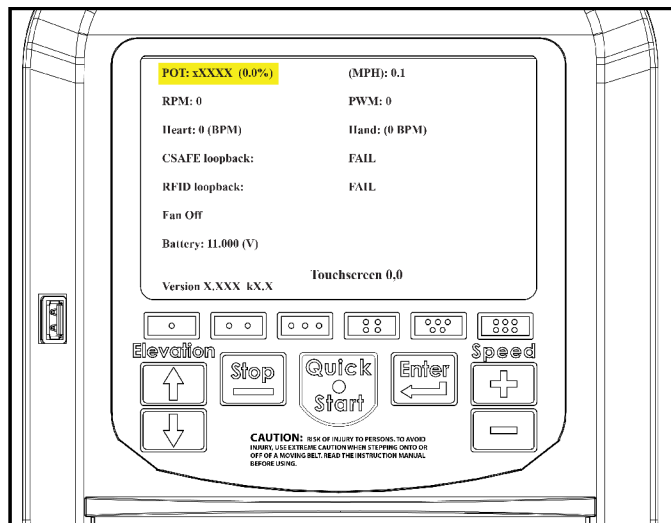 POT: xXXXX (0.0%) (MPH): 0.1
RPM: 0 PWM: 0
Heart: 0 (BPM) Hand: (0 BPM)
CSAFE loopback: FAIL
RFID loopback: FAIL
Fan Off
Battery: 11.000 (V)
Touchscreen 0,0
Version X.XXX kX.X
Elevation Speed
Stop Quick Start Enter
CAUTION: RISK OF INJURY TO PERSONS. TO AVOID
INJURY, USE EXTREME CAUTION WHEN STEPPING ONTO OR
OFF OF A MOVING BELT. READ THE INSTRUCTION MANUAL
BEFORE USING.